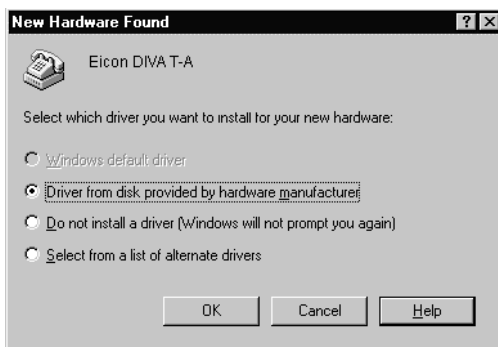 New Hardware Found
Eicon DIVA T-A
Select which driver you want to install for your new hardware:
Windows default driver
Driver from disk provided by hardware manufacturer
Do not install a driver (Windows will not prompt you again)
Select from a list of alternate drivers
OK Cancel Help